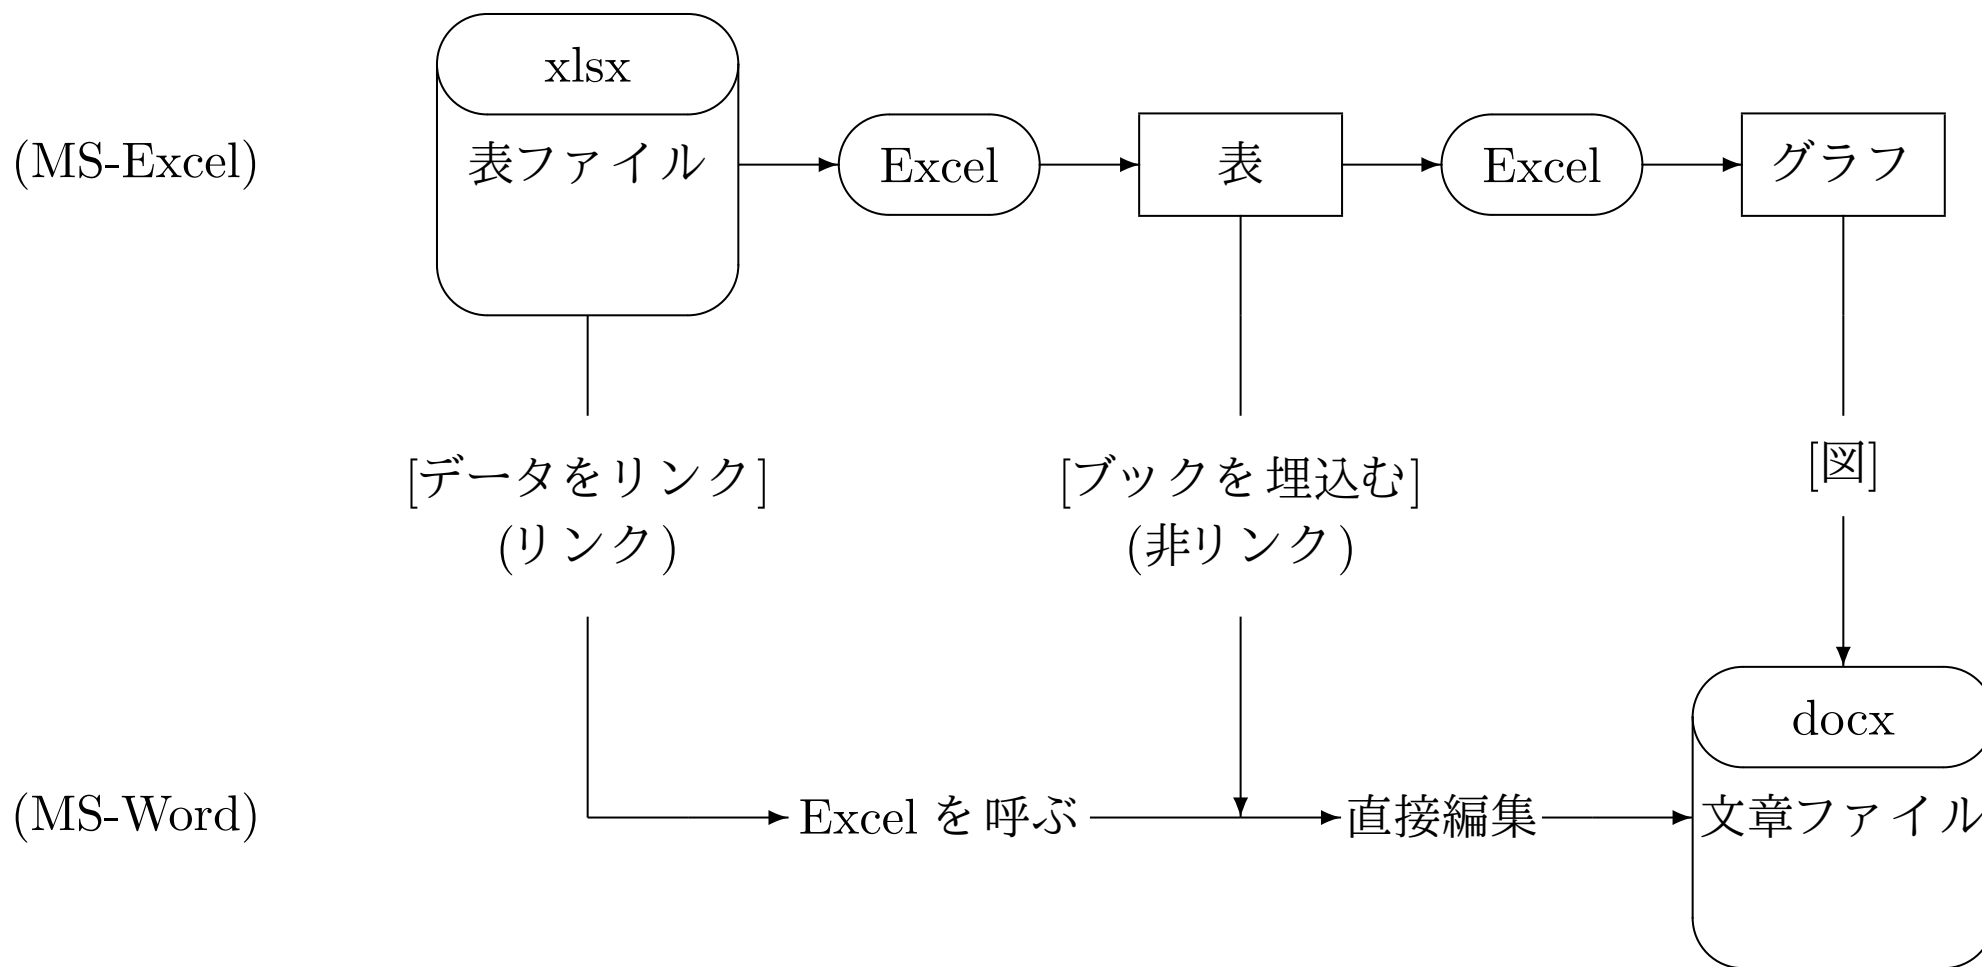 xlsx
(MS-Excel)
表ファイル
Excel
表
Excel
グラフ
[データをリンク]
(リンク)
[ブックを埋込む]
(非リンク)
[図]
docx
(MS-Word)
Excel を呼ぶ
直接編集
文章ファイル